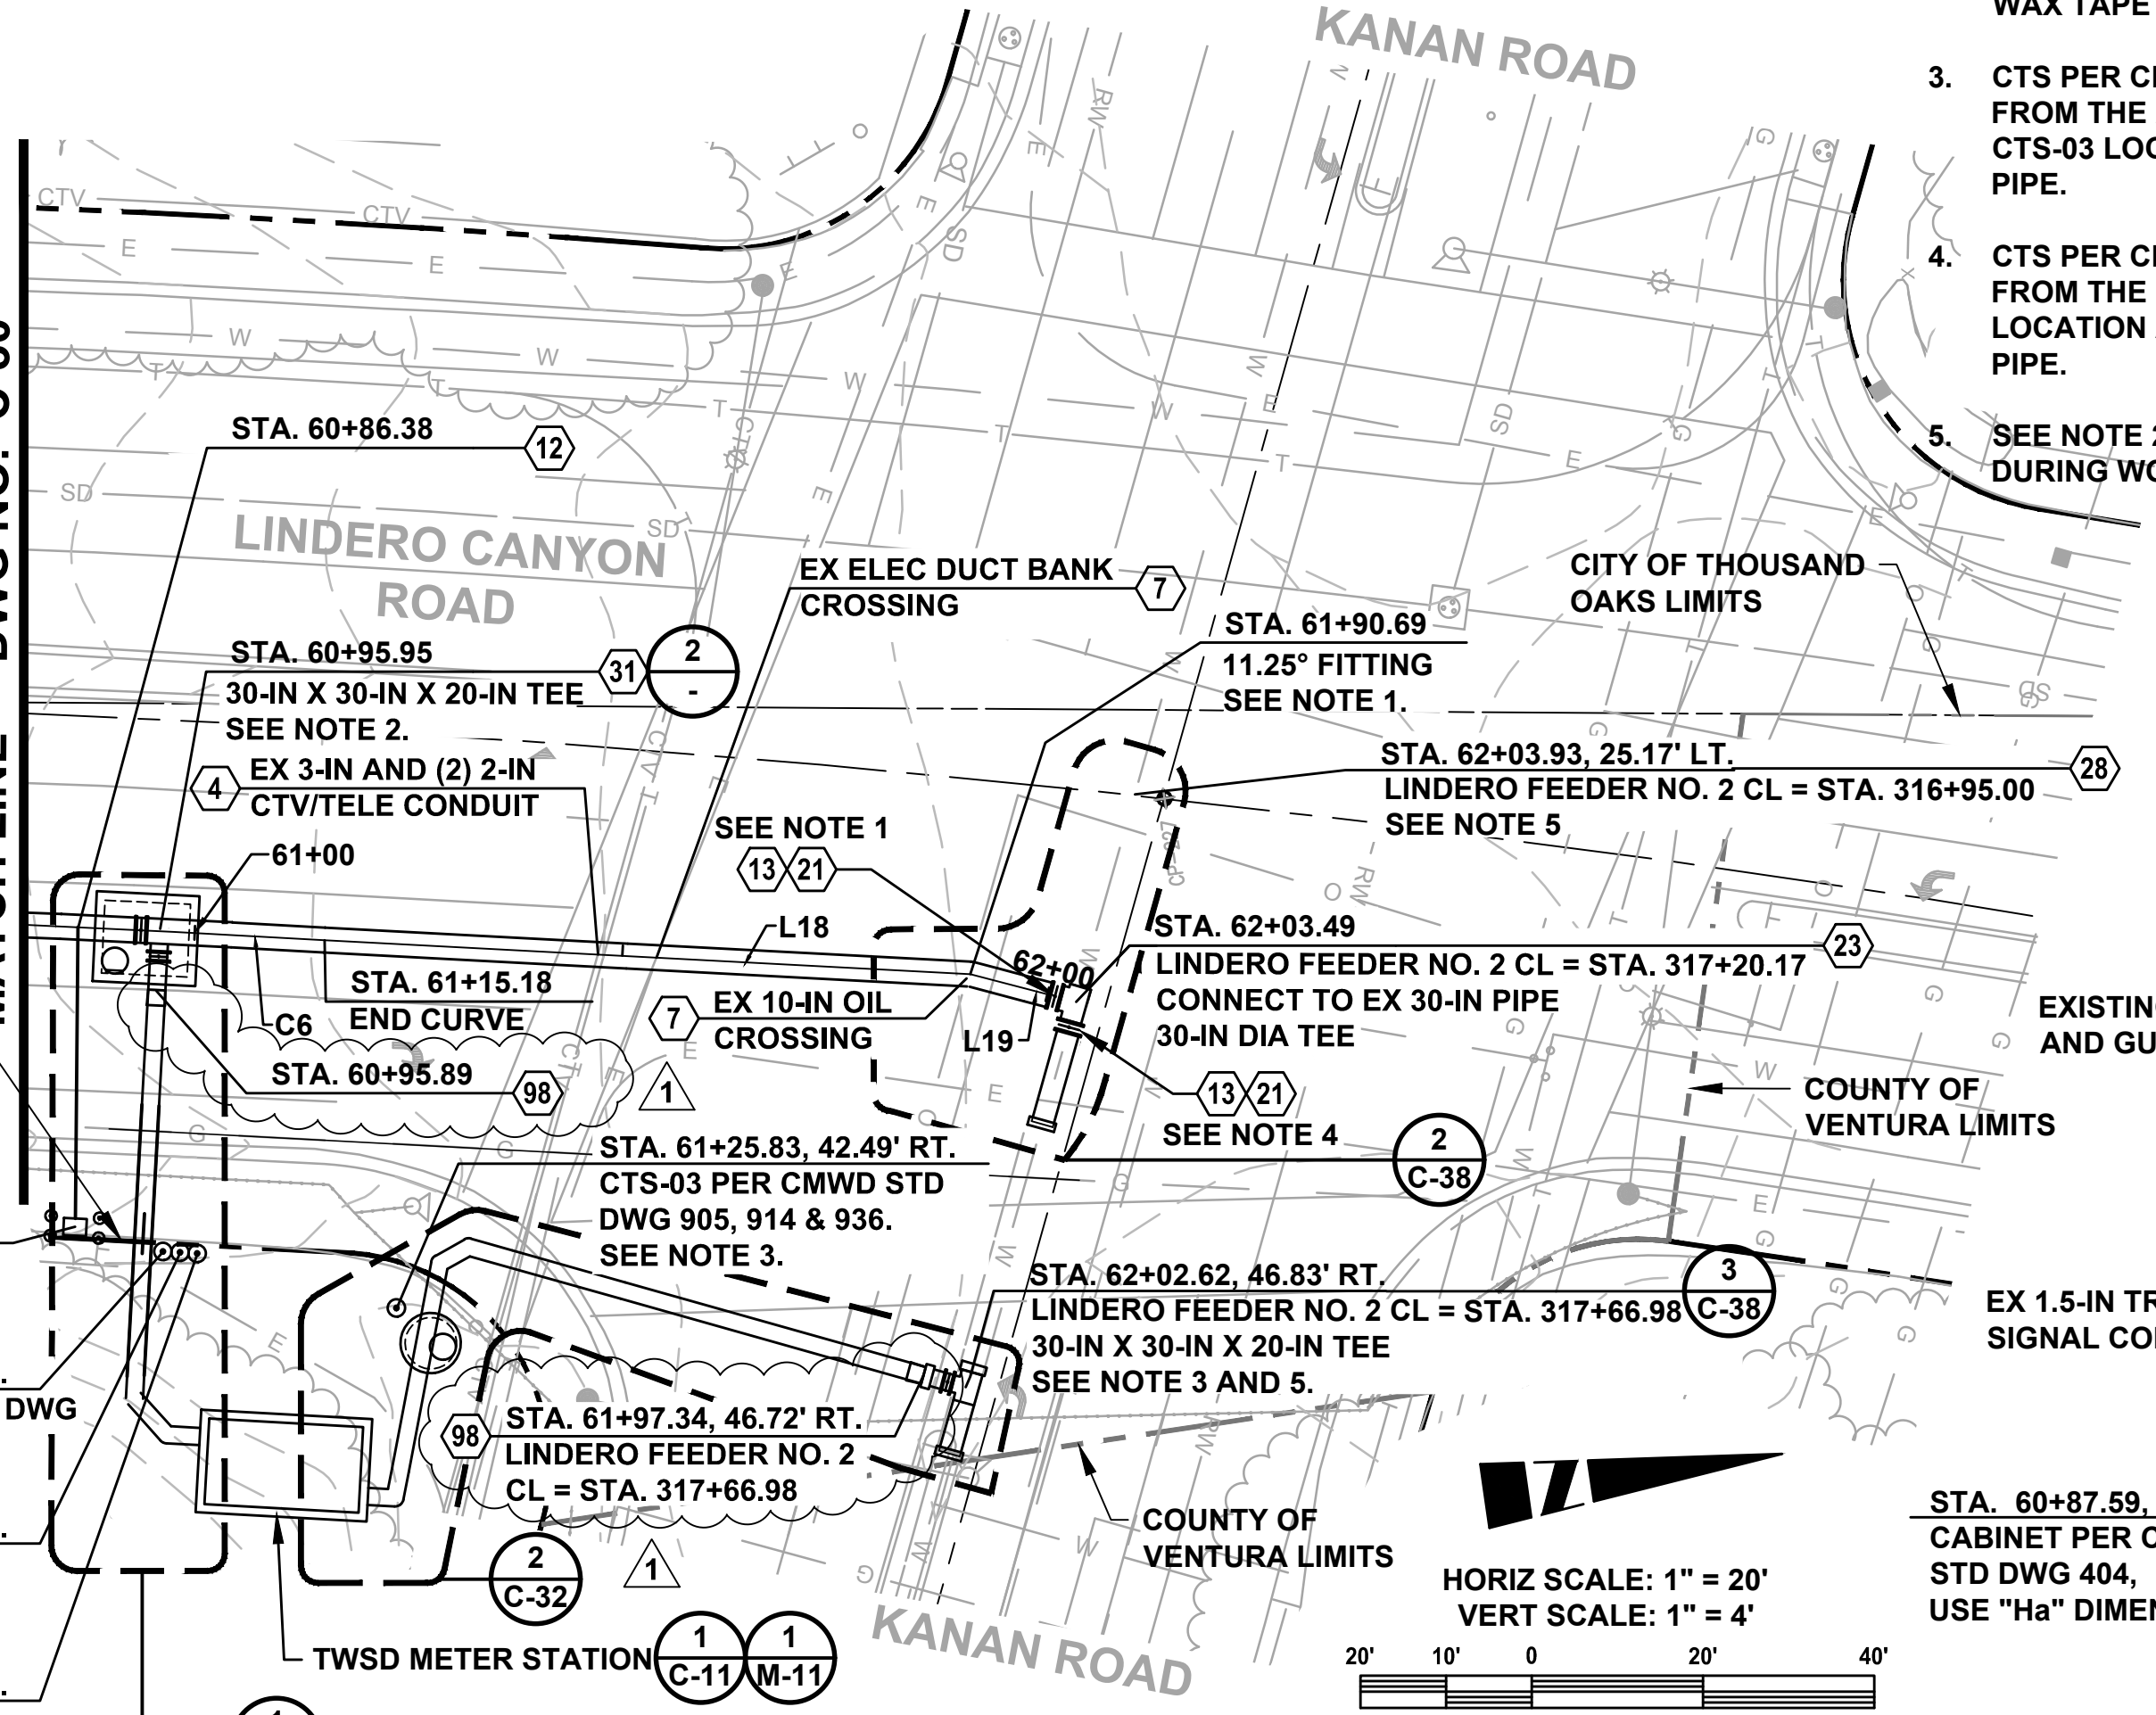 KANAN ROAD
WAX TAPE
3. CTS PER
FROM THE
CTS-03
PIPE.
4. CTS PER
FROM THE
LOCATION
PIPE.
5. SEE NOTE
DURING
CTV
CTV
E
E
E
E
SD
RW
E
W
W
W
W
T
T
T
T
T
SD
SD
SD
STA. 60+86.38
12
LINDERO CANYON
ROAD
EX ELEC DUCT BANK
CROSSING
7
CITY OF THOUSAND
OAKS LIMITS
STA. 61+90.69
11.25° FITTING
SEE NOTE 1.
STA. 60+95.95
31
2
-
30-IN X 30-IN X 20-IN TEE
SEE NOTE 2.
4
EX 3-IN AND (2) 2-IN
CTV/TELE CONDUIT
STA. 62+03.93, 25.17' LT.
28
LINDERO FEEDER NO. 2 CL = STA. 316+95.00
SEE NOTE 5
61+00
SEE NOTE 1
13
21
L18
RW
STA. 62+03.49
23
LINDERO FEEDER NO. 2 CL = STA. 317+20.17
CONNECT TO EX 30-IN PIPE
30-IN DIA TEE
62+00
STA. 61+15.18
END CURVE
C6
7
EX 10-IN OIL
CROSSING
L19
EXISTING
AND
STA. 60+95.89
98
1
13
21
SEE NOTE 4
2
C-38
COUNTY OF
VENTURA LIMITS
STA. 61+25.83, 42.49' RT.
CTS-03 PER CMWD STD
DWG 905, 914 & 936.
SEE NOTE 3.
STA. 62+02.62, 46.83' RT.
3
C-38
LINDERO FEEDER NO. 2 CL = STA. 317+66.98
30-IN X 30-IN X 20-IN TEE
SEE NOTE 3 AND 5.
EX 1.5-IN
SIGNAL
DWG
98
STA. 61+97.34, 46.72' RT.
LINDERO FEEDER NO. 2
CL = STA. 317+66.98
COUNTY OF
VENTURA LIMITS
2
C-32
1
STA. 60+87.59,
CABINET PER
STD DWG 404,
USE "Ha"
HORIZ SCALE: 1" = 20'
VERT SCALE: 1" = 4'
TWSD METER STATION
1
C-11
1
M-11
KANAN ROAD
20' 10' 0 20' 40'